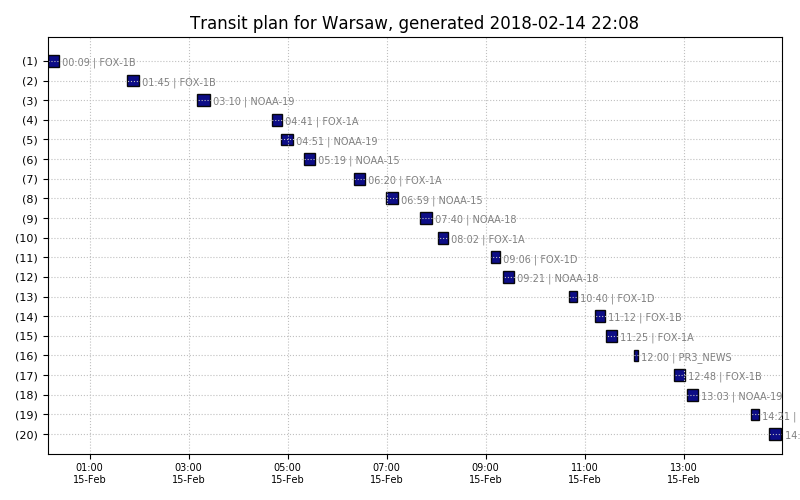 Transit plan for Warsaw, generated 2018-02-14 22:08
(1) 00:09 | FOX-1B
(2) 01:45 | FOX-1B
(3) 03:10 | NOAA-19
(4) 04:41 | FOX-1A
(5) 04:51 | NOAA-19
(6) 05:19 | NOAA-15
(7) 06:20 | FOX-1A
(8) 06:59 | NOAA-15
(9) 07:40 | NOAA-18
(10) 08:02 | FOX-1A
(11) 09:06 | FOX-1D
(12) 09:21 | NOAA-18
(13) 10:40 | FOX-1D
(14) 11:12 | FOX-1B
(15) 11:25 | FOX-1A
(16) 12:00 | PR3_NEWS
(17) 12:48 | FOX-1B
(18) 13:03 | NOAA-19
(19) 14:21 |
(20) 14:
01:00 03:00 05:00 07:00 09:00 11:00 13:00
15-Feb 15-Feb 15-Feb 15-Feb 15-Feb 15-Feb 15-Feb